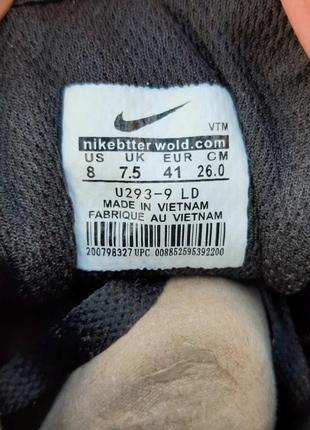 VTM
nikebtterwold.com
US UK EUR CM
8 7.5 41 26.0
U293-9 LD
MADE IN VIETNAM
FABRIQUE AU VIETNAM
200798327 UPC 008852595392200